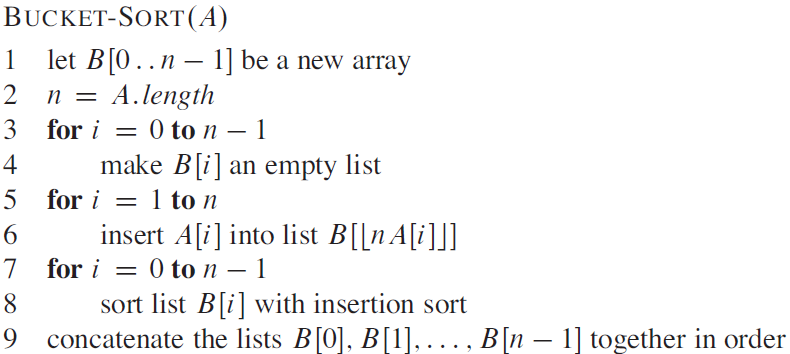 BUCKET-SORT(A)
1 let B[0..n − 1] be a new array
2 n = A.length
3 for i = 0 to n − 1
4 make B[i] an empty list
5 for i = 1 to n
6 insert A[i] into list B[⌊nA[i]⌋]
7 for i = 0 to n − 1
8 sort list B[i] with insertion sort
9 concatenate the lists B[0], B[1], . . . , B[n − 1] together in order